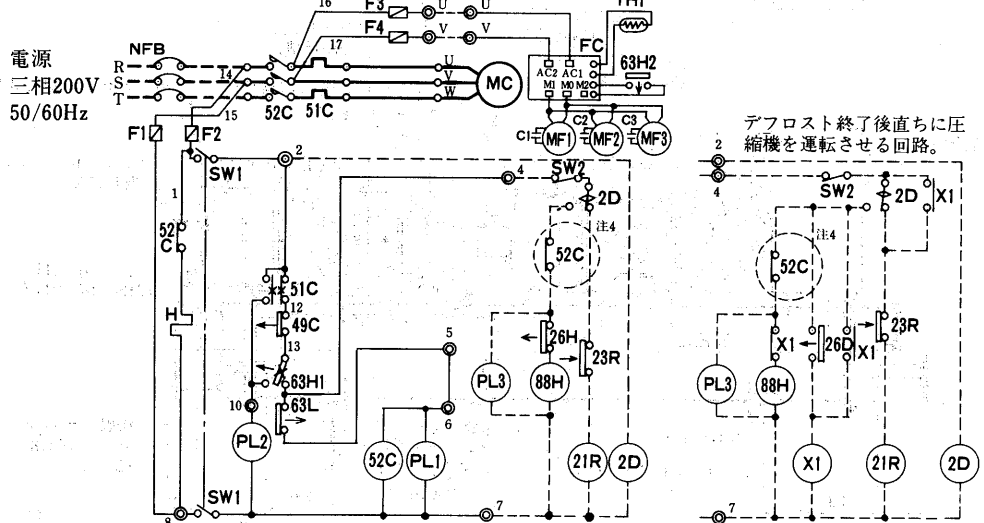 16
F3
U
U
TH1
F4
V
V
17
FC
63H2
電源
三相200V
50/60Hz
NFB
R
S
T
14
15
52C
51C
U
V
W
MC
AC2
AC1
M1
M0
M2
C1
C2
C3
MF1
MF2
MF3
F1
F2
デフロスト終了後直ちに圧
縮機を運転させる回路。
1
SW1
2
4
SW2
2D
注4
52C
52
C
51C
12
49C
13
63H1
63L
10
PL2
H
5
6
52C
PL1
26H
23R
PL3
88H
21R
2D
SW1
8
7
2
4
SW2
2D
X1
注4
52C
X1
26D
X1
23R
PL3
88H
X1
21R
2D
7